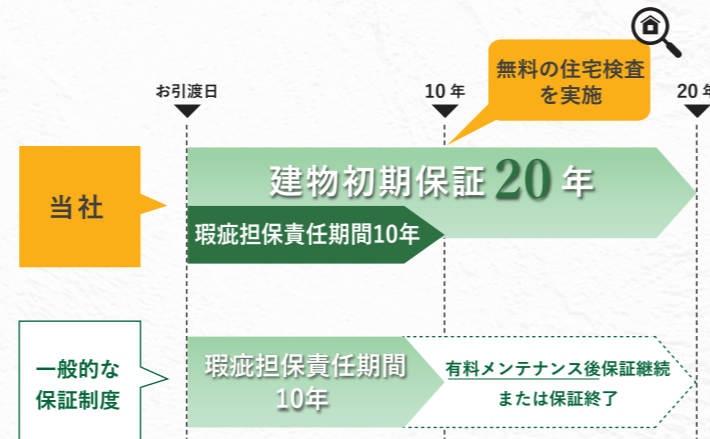 お引渡日
10年
20年
無料の住宅検査
を実施
当社
建物初期保証20年
瑕疵担保責任期間10年
一般的な
保証制度
瑕疵担保責任期間
10年
有料メンテナンス後保証継続
または保証終了